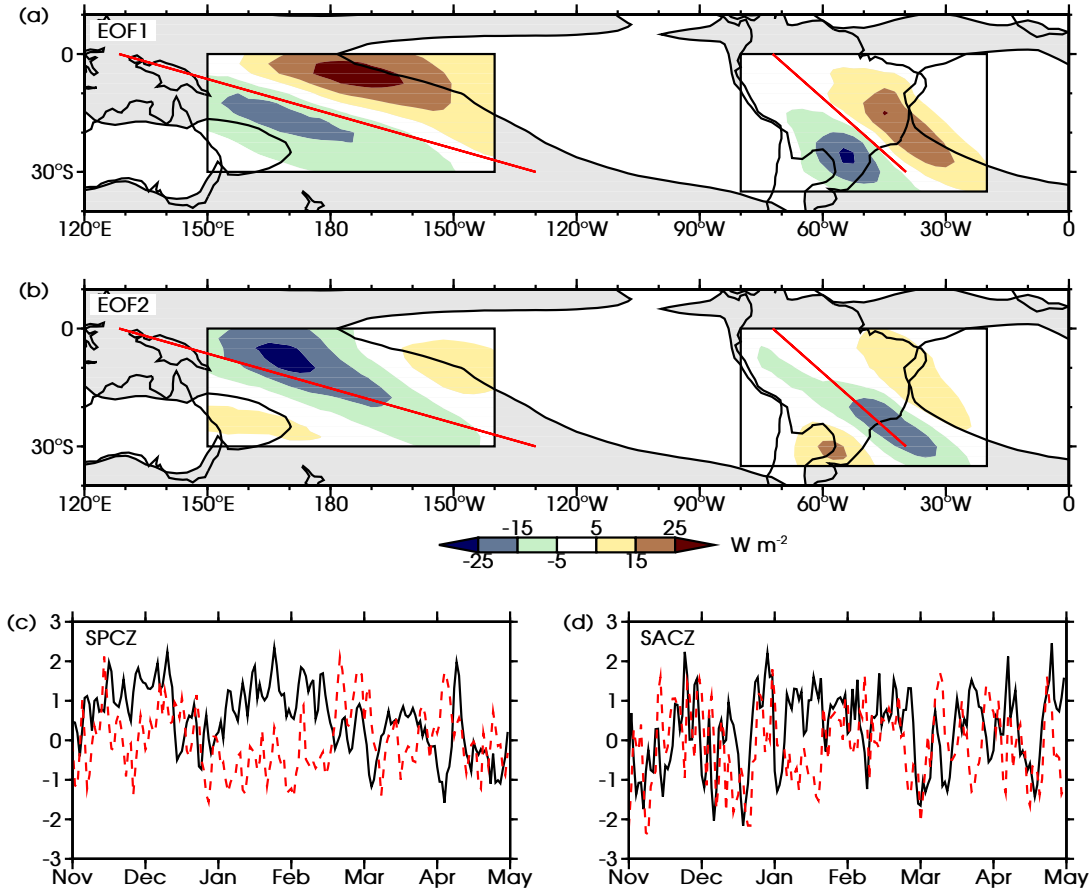 (a)
EOF1
0
30°S
120°E 150°E 180 150°W 120°W 90°W 60°W 30°W 0
(b)
EOF2
0
30°S
120°E 150°E 180 150°W 120°W 90°W 60°W 30°W 0
-15 5 25
W m-2
-25 -5 15
(c) SPCZ
3
2
1
0
-1
-2
-3
Nov Dec Jan Feb Mar Apr May
(d) SACZ
3
2
1
0
-1
-2
-3
Nov Dec Jan Feb Mar Apr May